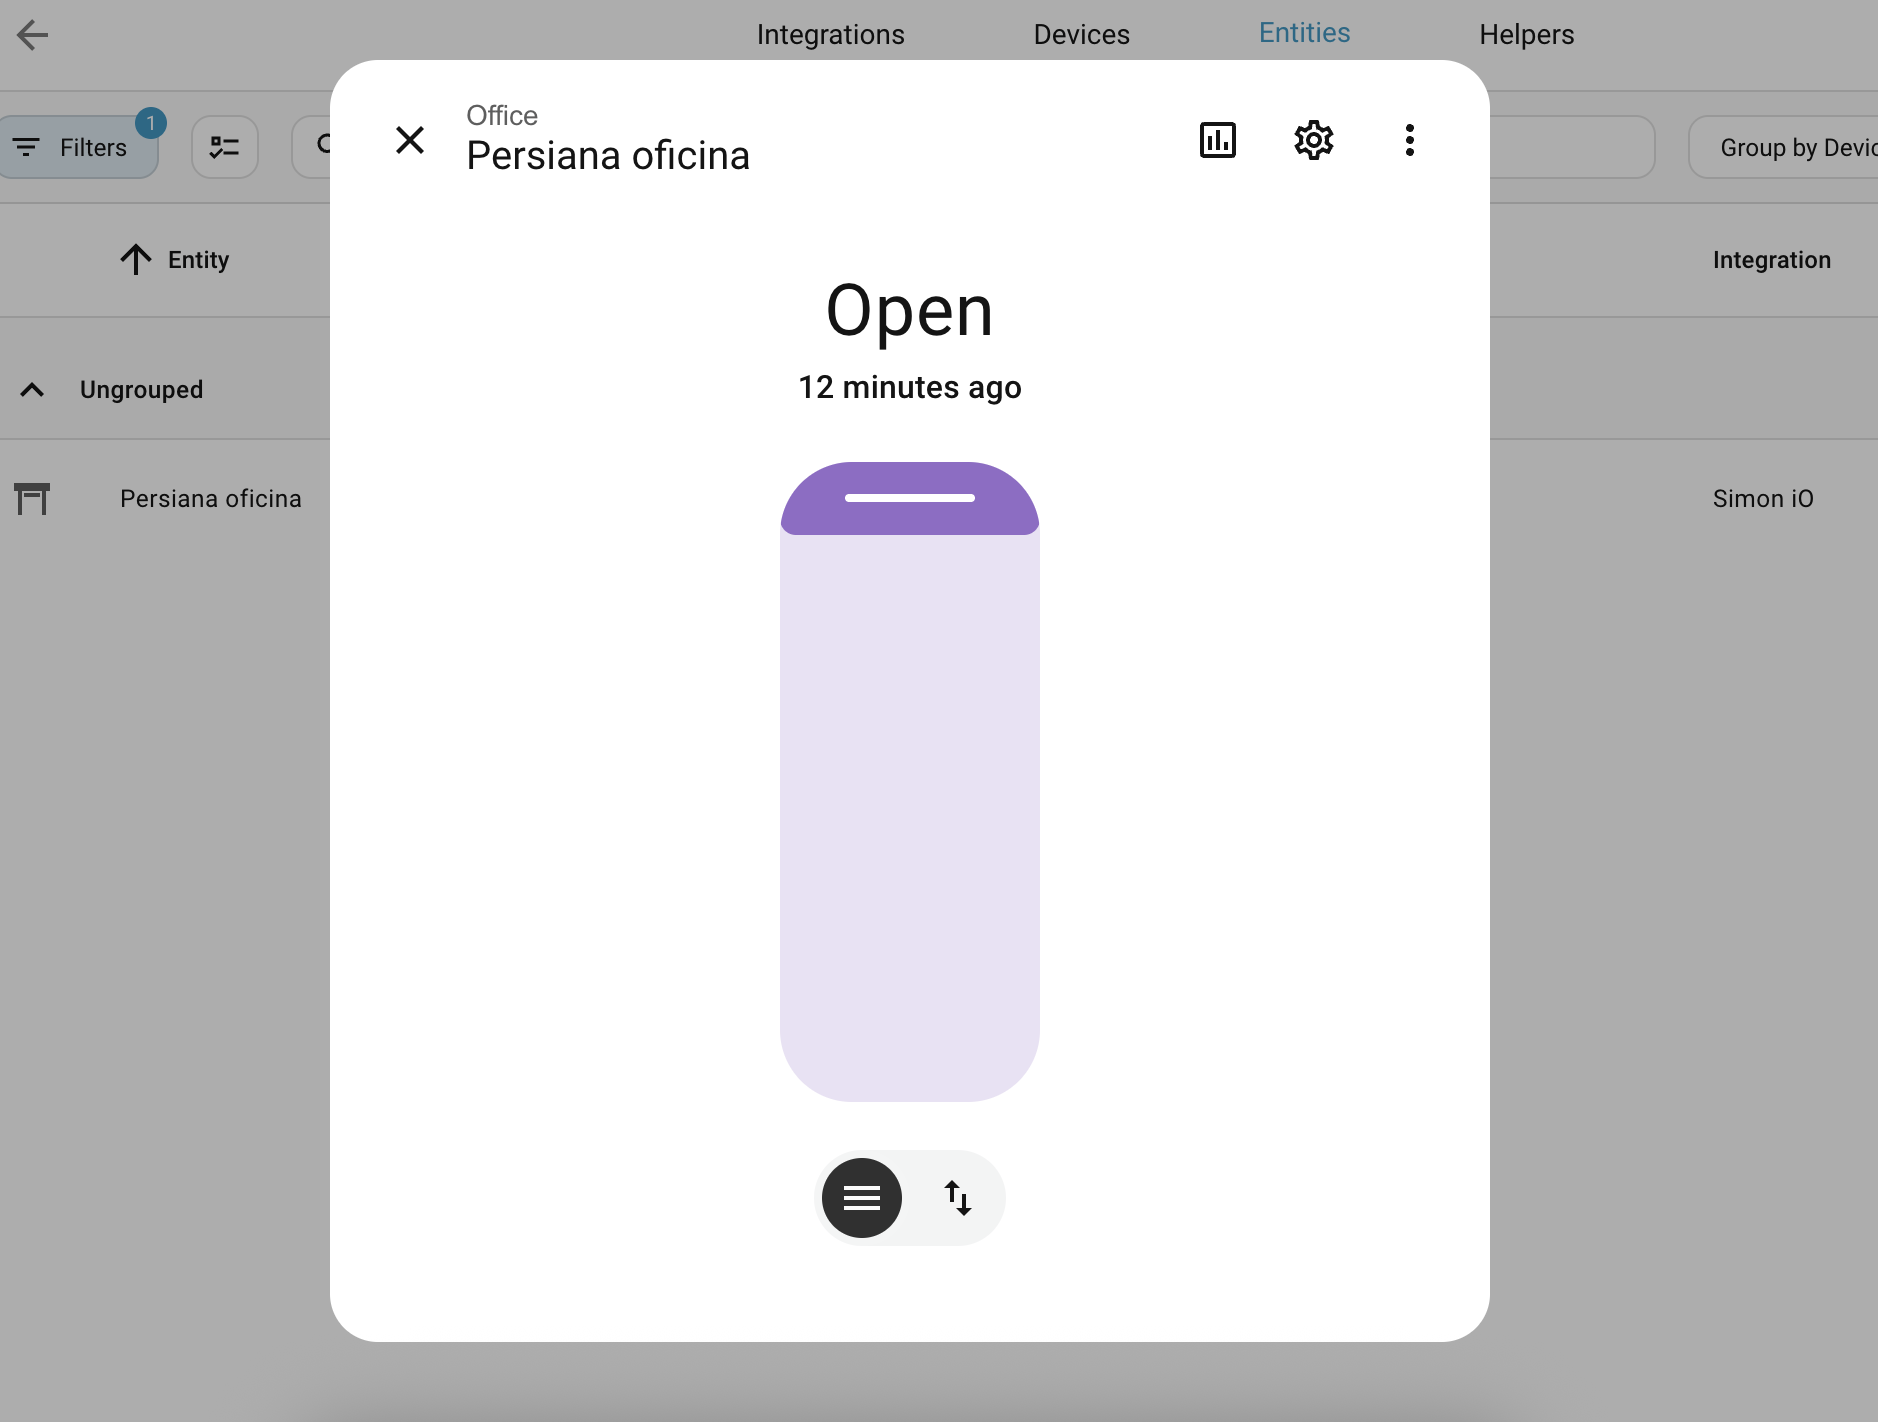 Integrations Devices Entities Helpers
Filters 1
Group by Devic
Office
Persiana oficina
Entity
Integration
Open
12 minutes ago
Ungrouped
Persiana oficina
Simon iO